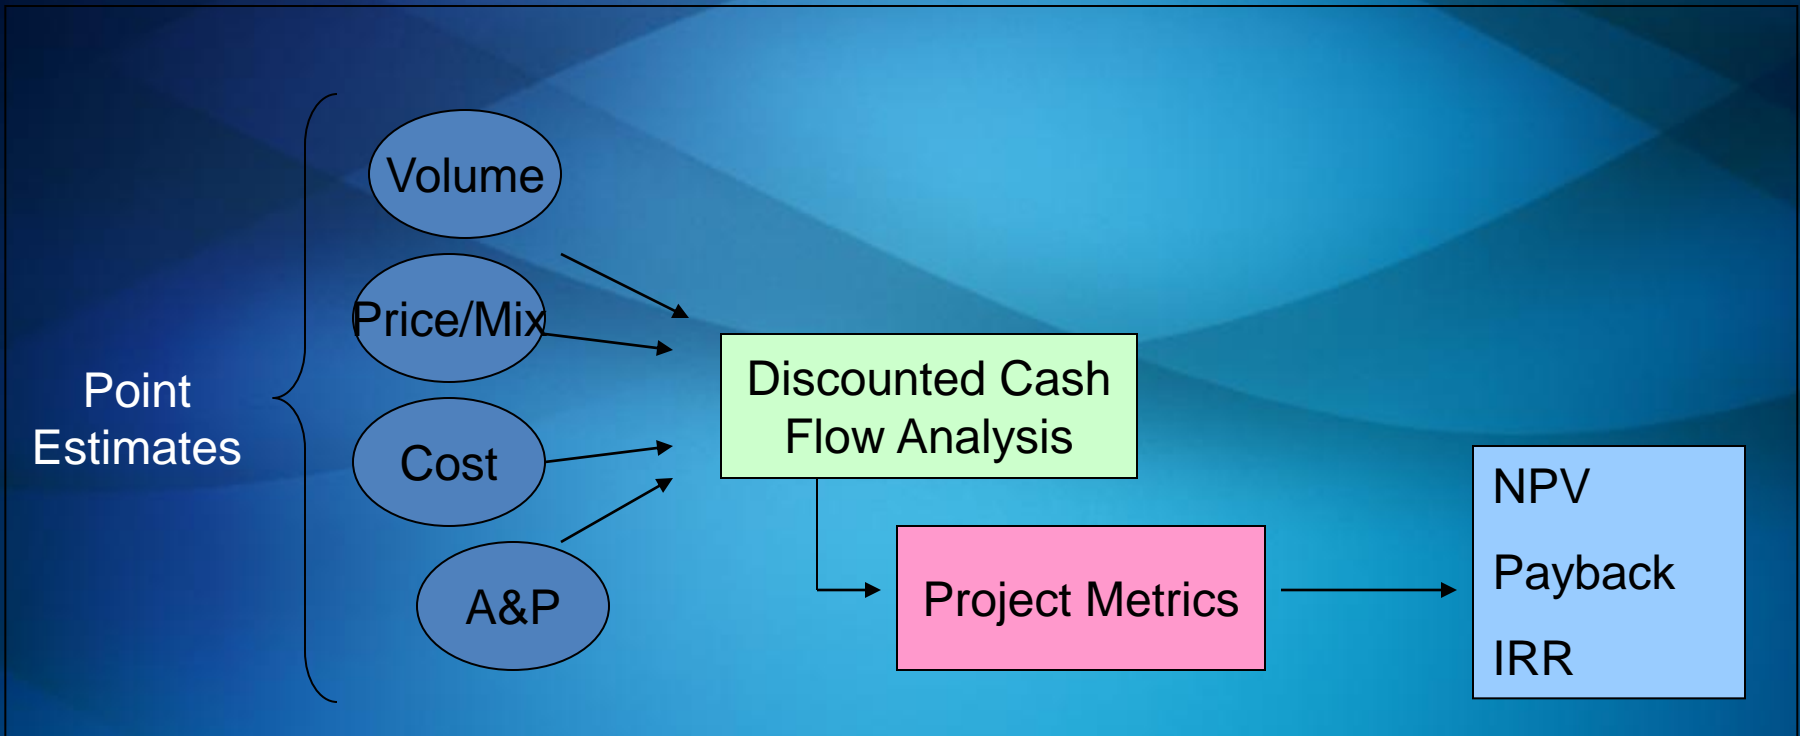 Point
Estimates
Volume
Price/Mix
Cost
A&P
Discounted Cash
Flow Analysis
Project Metrics
NPV
Payback
IRR